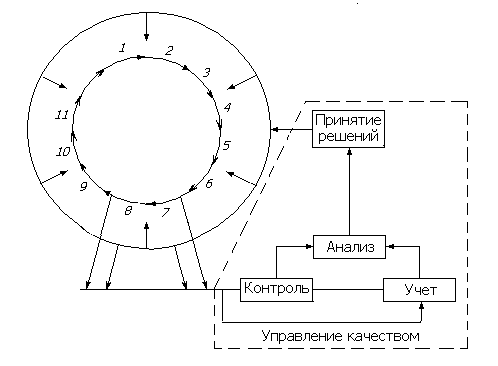 1
2
3
4
5
6
7
8
9
10
11
Принятие
решений
Анализ
Контроль
Учет
Управление качеством